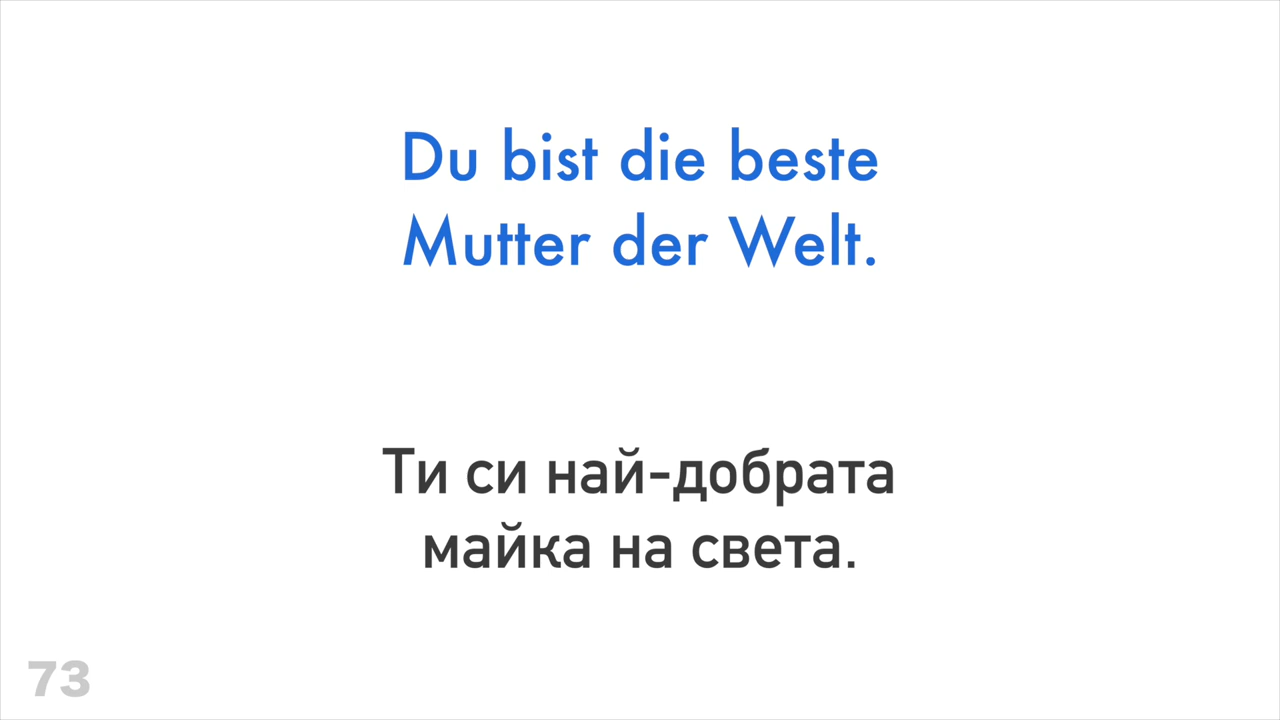 Du bist die beste
Mutter der Welt.
Ти си най-добрата
майка на света.
73